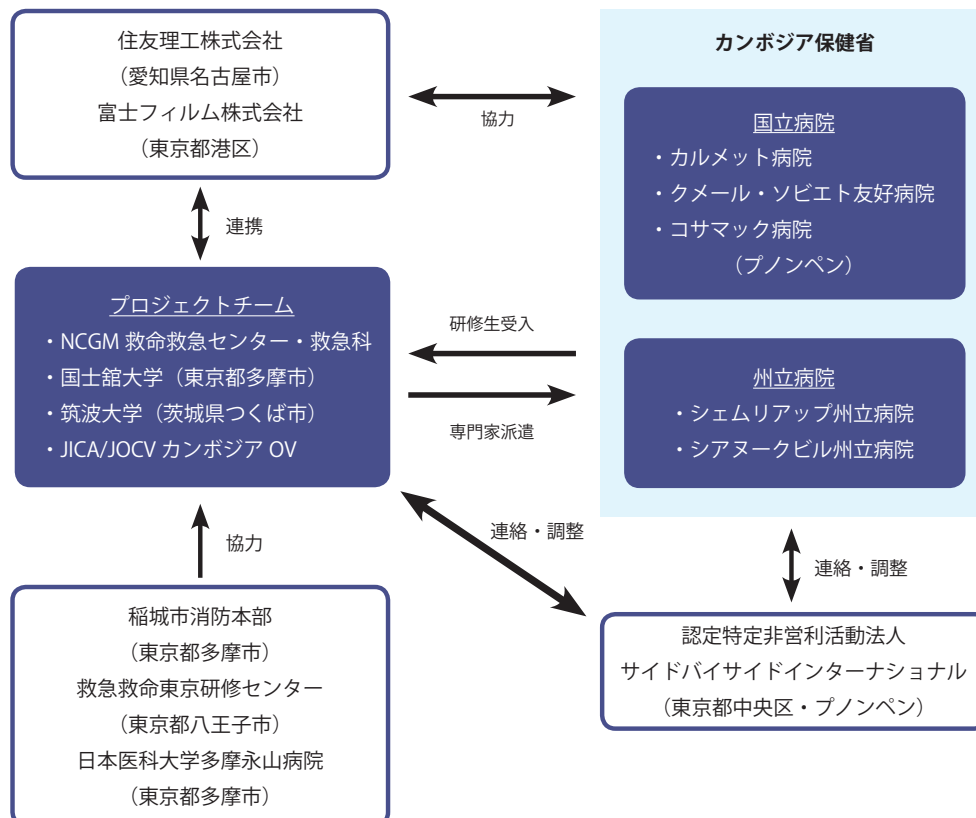 住友理工株式会社
（愛知県名古屋市）
富士フィルム株式会社
（東京都港区）
協力
カンボジア保健省
国立病院
・カルメット病院
・クメール・ソビエト友好病院
・コサマック病院
（プノンペン）
連携
プロジェクトチーム
・NCGM 救命救急センター・救急科
・国士舘大学（東京都多摩市）
・筑波大学（茨城県つくば市）
・JICA/JOCV カンボジア OV
研修生受入
専門家派遣
州立病院
・シェムリアップ州立病院
・シアヌークビル州立病院
協力
連絡・調整
連絡・調整
稲城市消防本部
（東京都多摩市）
救急救命東京研修センター
（東京都八王子市）
日本医科大学多摩永山病院
（東京都多摩市）
認定特定非営利活動法人
サイドバイサイドインターナショナル
（東京都中央区・プノンペン）